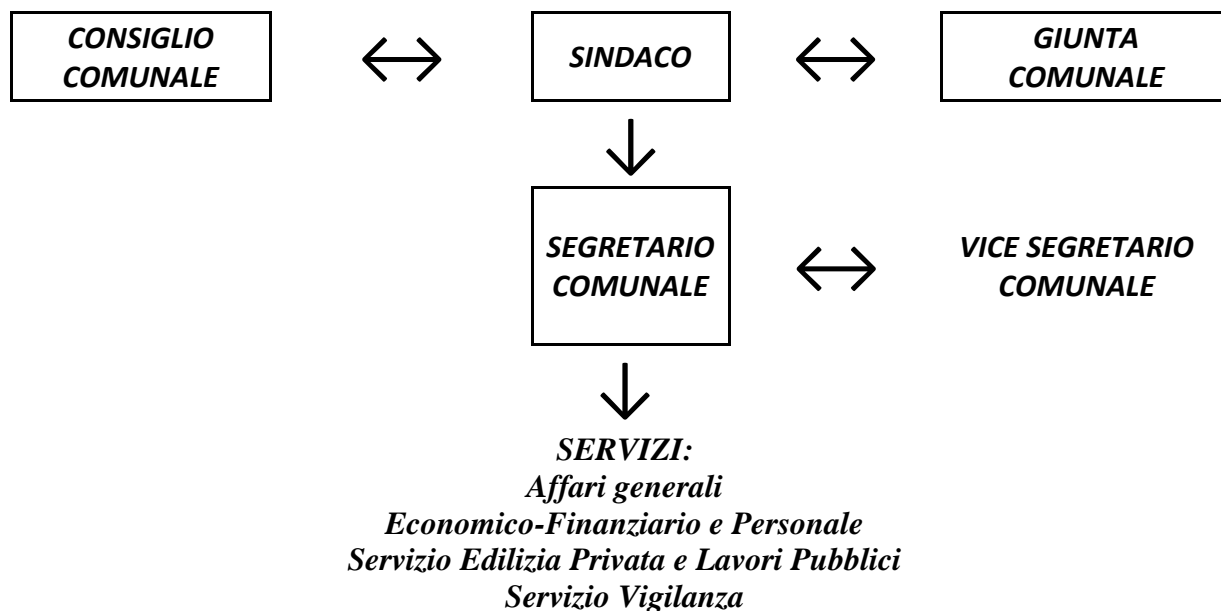 CONSIGLIO
COMUNALE
SINDACO
GIUNTA
COMUNALE
SEGRETARIO
COMUNALE
VICE SEGRETARIO
COMUNALE
SERVIZI:
Affari generali
Economico-Finanziario e Personale
Servizio Edilizia Privata e Lavori Pubblici
Servizio Vigilanza